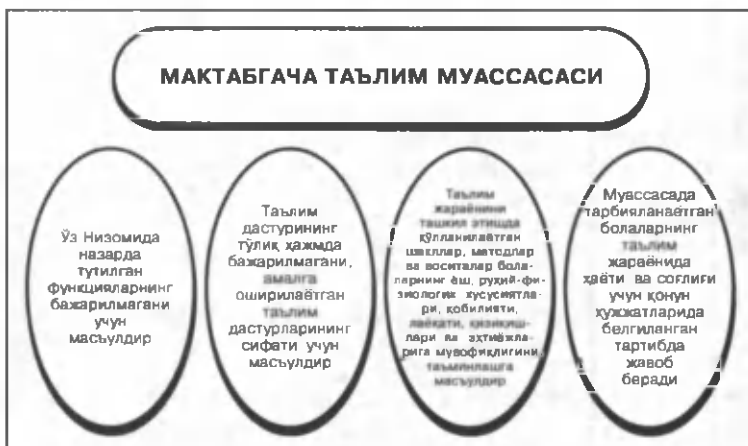 МАКТАБГАЧА ТАЪЛИМ МУАССАСАСИ
Ўз Низомида
назарда
тутилган
функцияларнинг
бажарилмагани
учун
масъулдир
Таълим
дастурининг
тўлиқ ҳажмда
бажарилмагани,
амалга
оширилаётган
таълим
дастурларининг
сифати учун
масъулдир
Таълим
жараёнини
ташкил этишда
қўлланилаётган
шакллар, методлар
ва воситалар бола-
ларнинг ёш, руҳий-фи-
зиологик хусусиятла-
ри, қобилияти,
лаёқати, қизиқиш-
лари ва эҳтиёжла-
рига мувофиқлигини
таъминлашга
масъулдир
Муассасада
тарбияланаётган
болаларнинг
таълим
жараёнида
ҳаёти ва соғлиғи
учун қонун
ҳужжатларида
белгиланган
тартибда
жавоб
беради